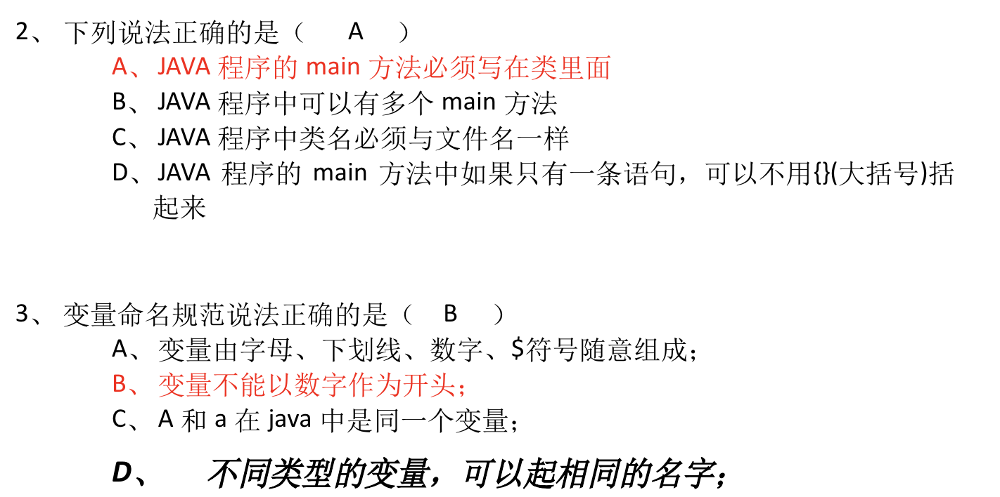 2、 下列说法正确的是（ A ）
A、 JAVA 程序的 main 方法必须写在类里面
B、 JAVA 程序中可以有多个 main 方法
C、 JAVA 程序中类名必须与文件名一样
D、 JAVA 程序的 main 方法中如果只有一条语句，可以不用{}(大括号)括
起来
3、 变量命名规范说法正确的是（ B ）
A、 变量由字母、下划线、数字、$符号随意组成；
B、 变量不能以数字作为开头；
C、 A 和 a 在 java 中是同一个变量；
D、 不同类型的变量，可以起相同的名字；